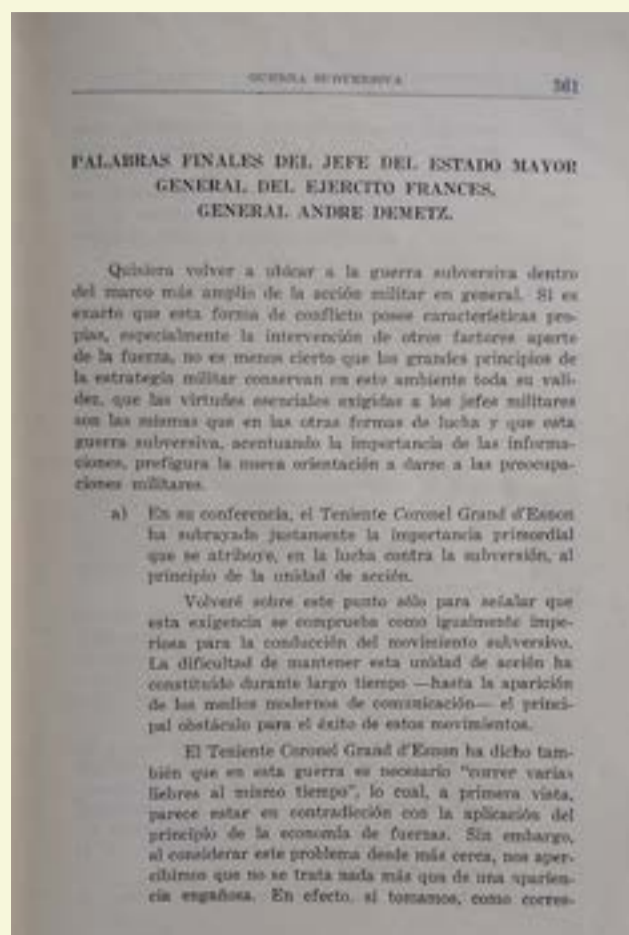 GUERRA SUBVERSIVA 361
PALABRAS FINALES DEL JEFE DEL ESTADO MAYOR
GENERAL DEL EJERCITO FRANCES,
GENERAL ANDRE DEMETZ.
Quisiera volver a ubicar a la guerra subversiva dentro
del marco más amplio de la acción militar en general. Si es
exacto que esta forma de conflicto posee características pro-
pias, especialmente la intervención de otros factores aparte
de la fuerza, no es menos cierto que los grandes principios de
la estrategia militar conservan en este ambiente toda su vali-
dez, que las virtudes esenciales exigidas a los jefes militares
son las mismas que en las otras formas de lucha y que esta
guerra subversiva, acentuando la importancia de las informa-
ciones, prefigura la nueva orientación a darse a las preocupa-
ciones militares.
a) En su conferencia, el Teniente Coronel Grand d'Esnon
ha subrayado justamente la importancia primordial
que se atribuye, en la lucha contra la subversión, al
principio de la unidad de acción.
Volveré sobre este punto sólo para señalar que
esta exigencia se comprueba como igualmente impe-
riosa para la conducción del movimiento subversivo.
La dificultad de mantener esta unidad de acción ha
constituído durante largo tiempo —hasta la aparición
de los medios modernos de comunicación— el princi-
pal obstáculo para el éxito de estos movimientos.
El Teniente Coronel Grand d'Esnon ha dicho tam-
bién que en esta guerra es necesario "correr varias
liebres al mismo tiempo", lo cual, a primera vista,
parece estar en contradicción con la aplicación del
principio de la economía de fuerzas. Sin embargo,
al considerar este problema desde más cerca, nos aper-
cibimos que no se trata nada más que de una aparien-
cia engañosa. En efecto, si tomamos, como corres-